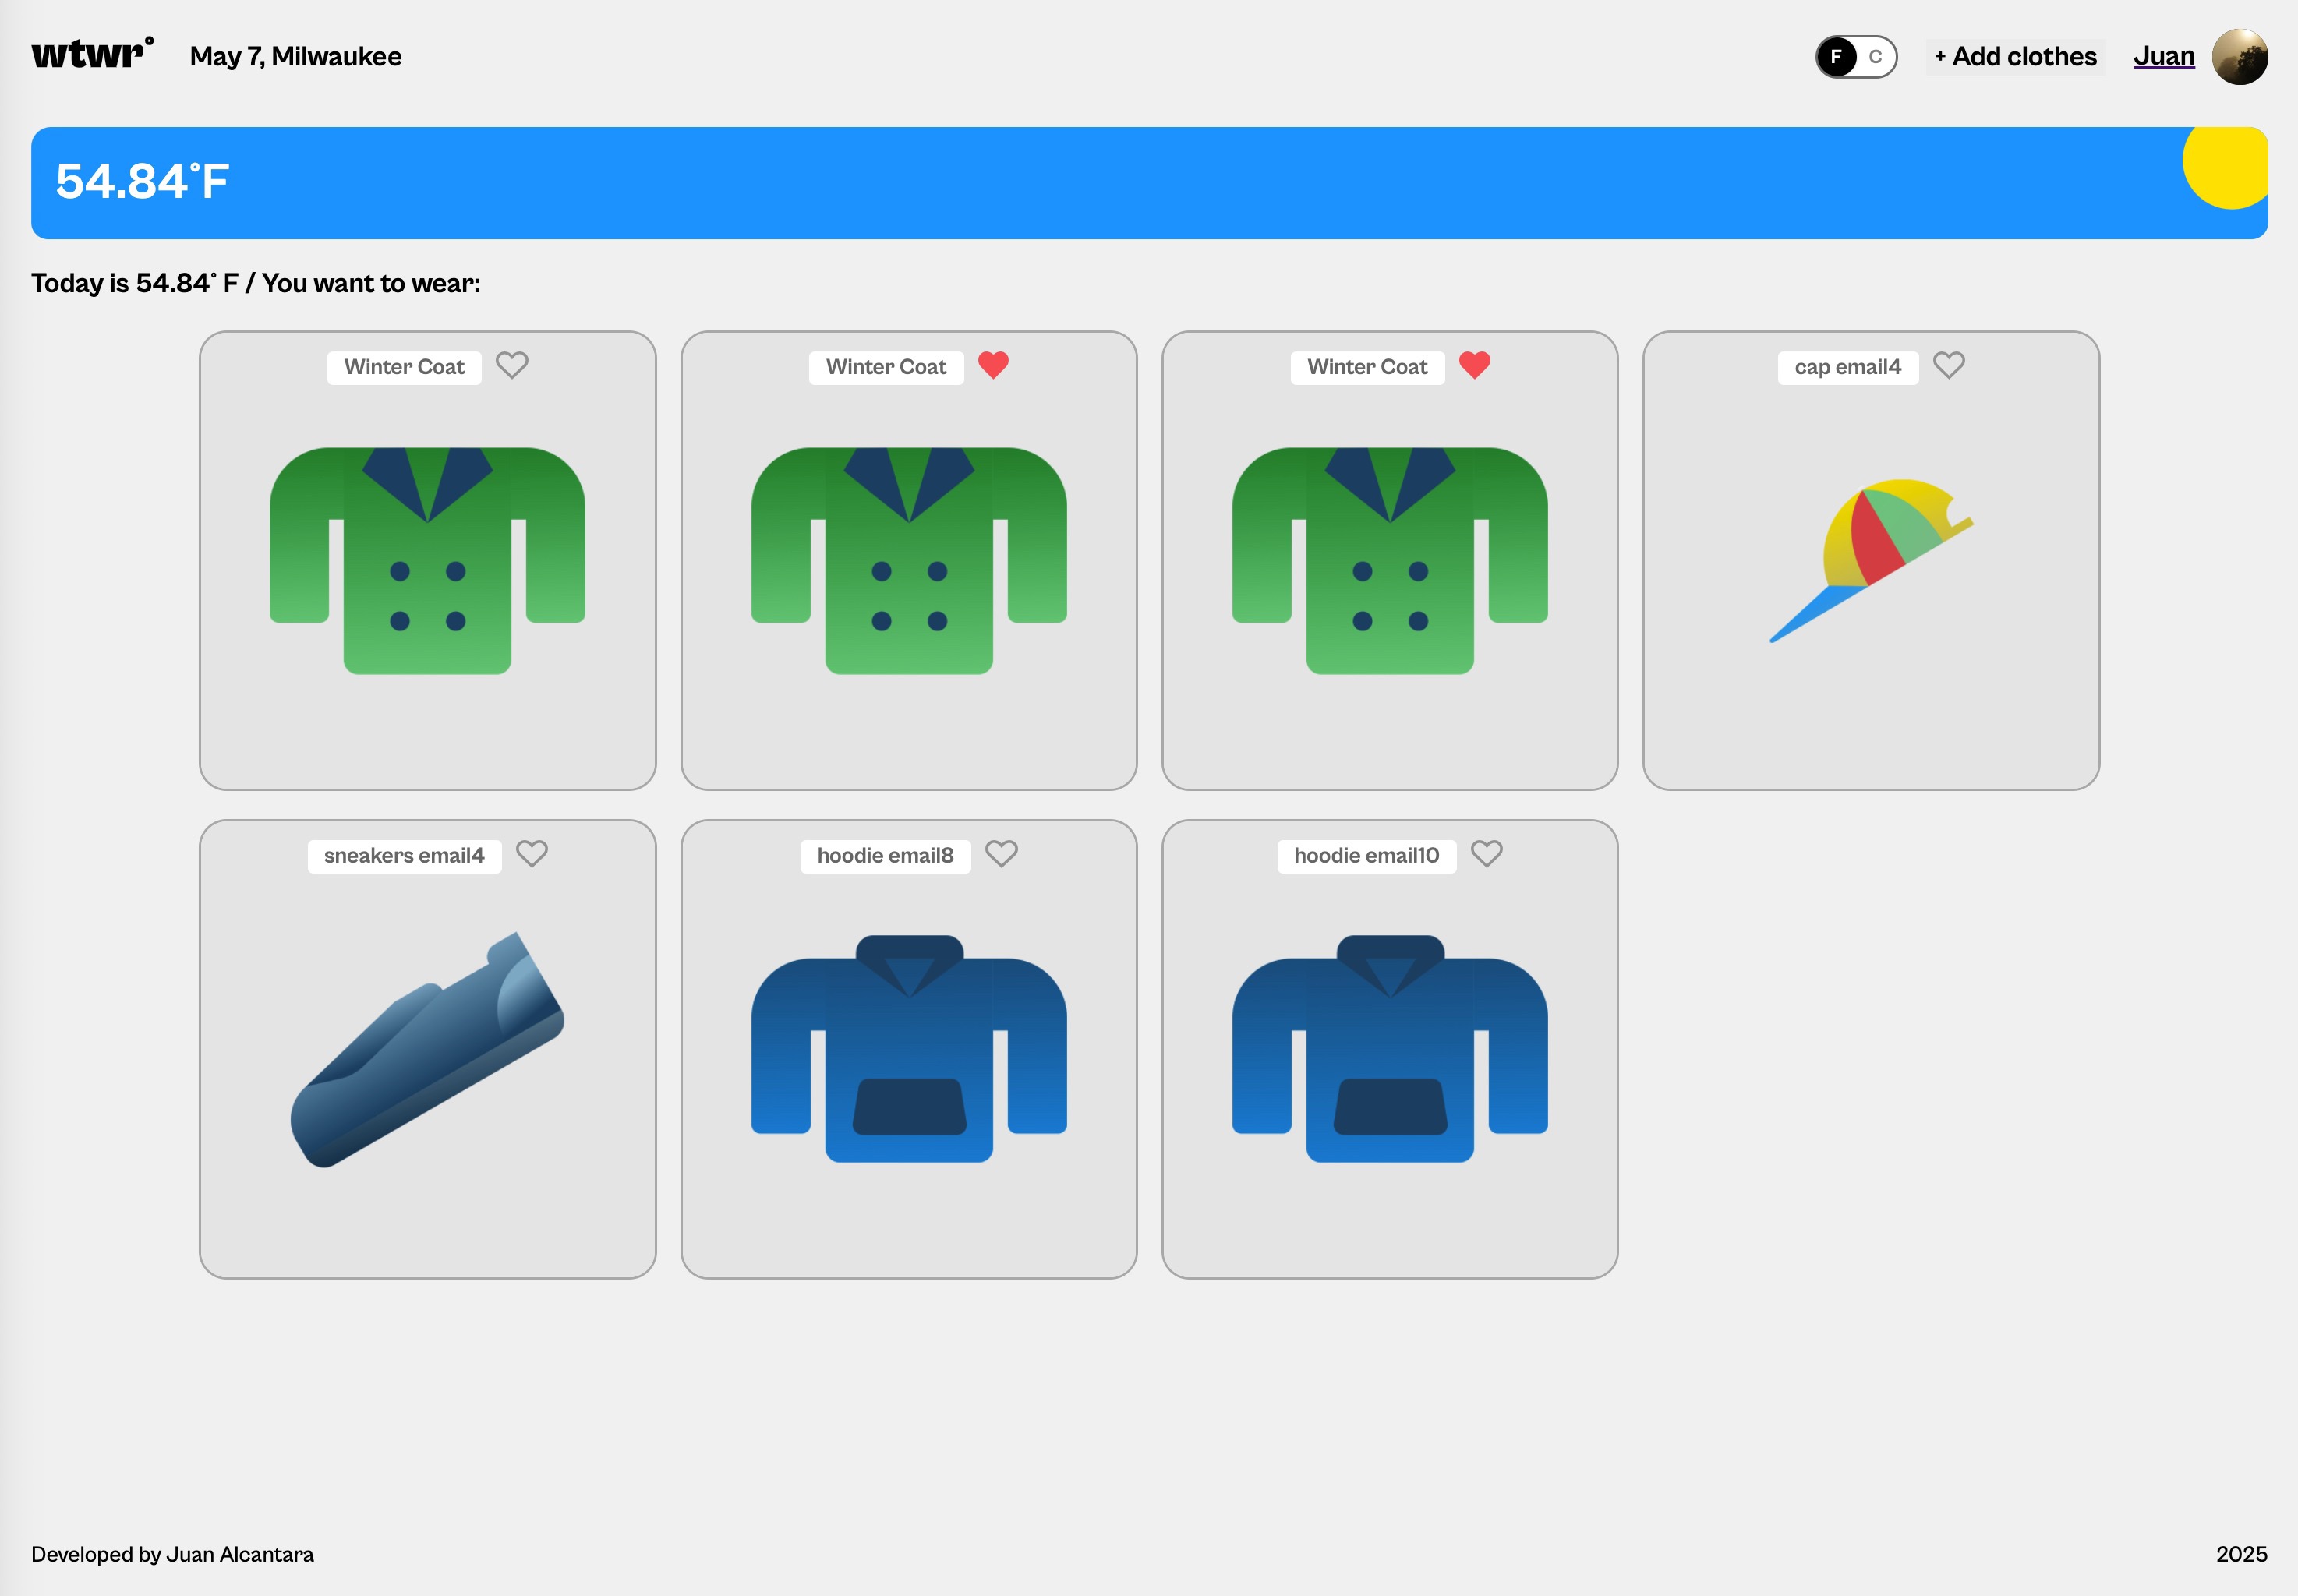 wtwr°
May 7, Milwaukee
F C
+ Add clothes
Juan
54.84°F
Today is 54.84° F / You want to wear:
Winter Coat
Winter Coat
Winter Coat
cap email4
sneakers email4
hoodie email8
hoodie email10
Developed by Juan Alcantara
2025